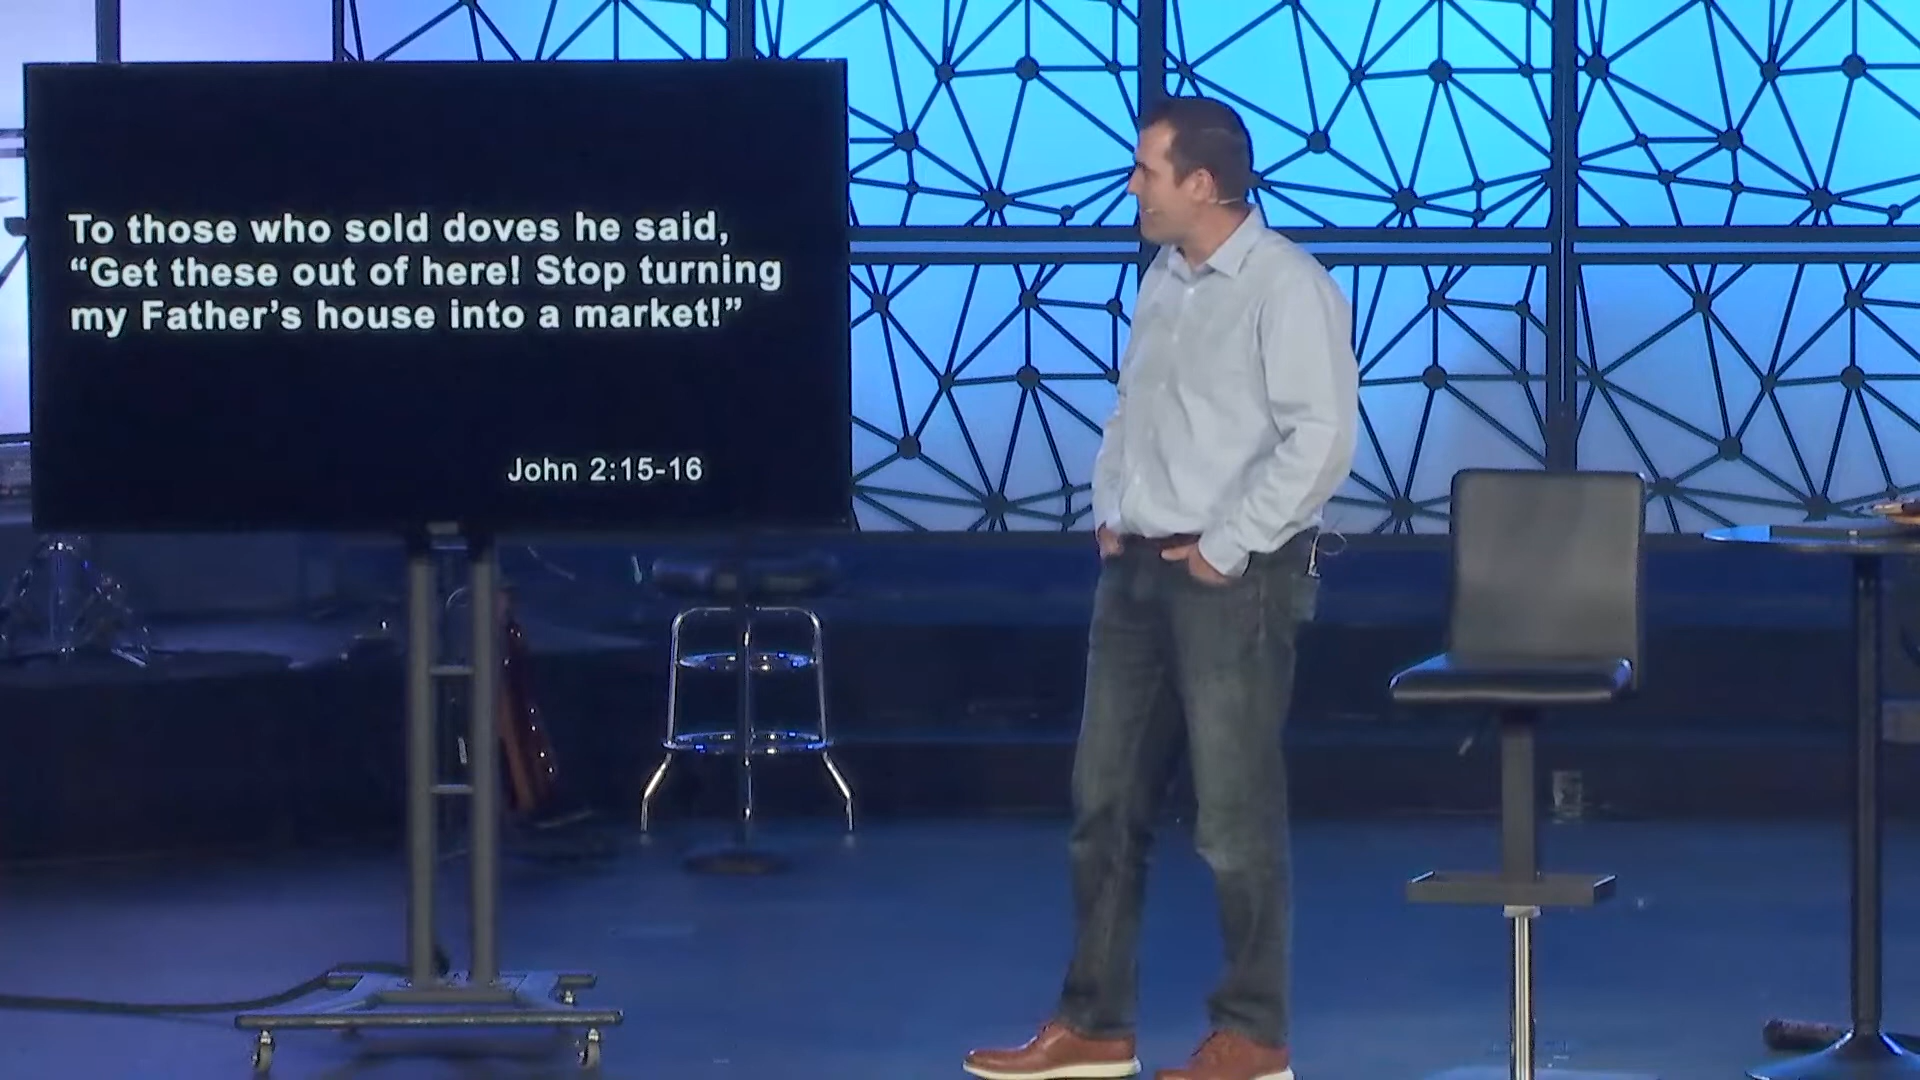 To those who sold doves he said,
“Get these out of here! Stop turning
my Father’s house into a market!”
John 2:15-16